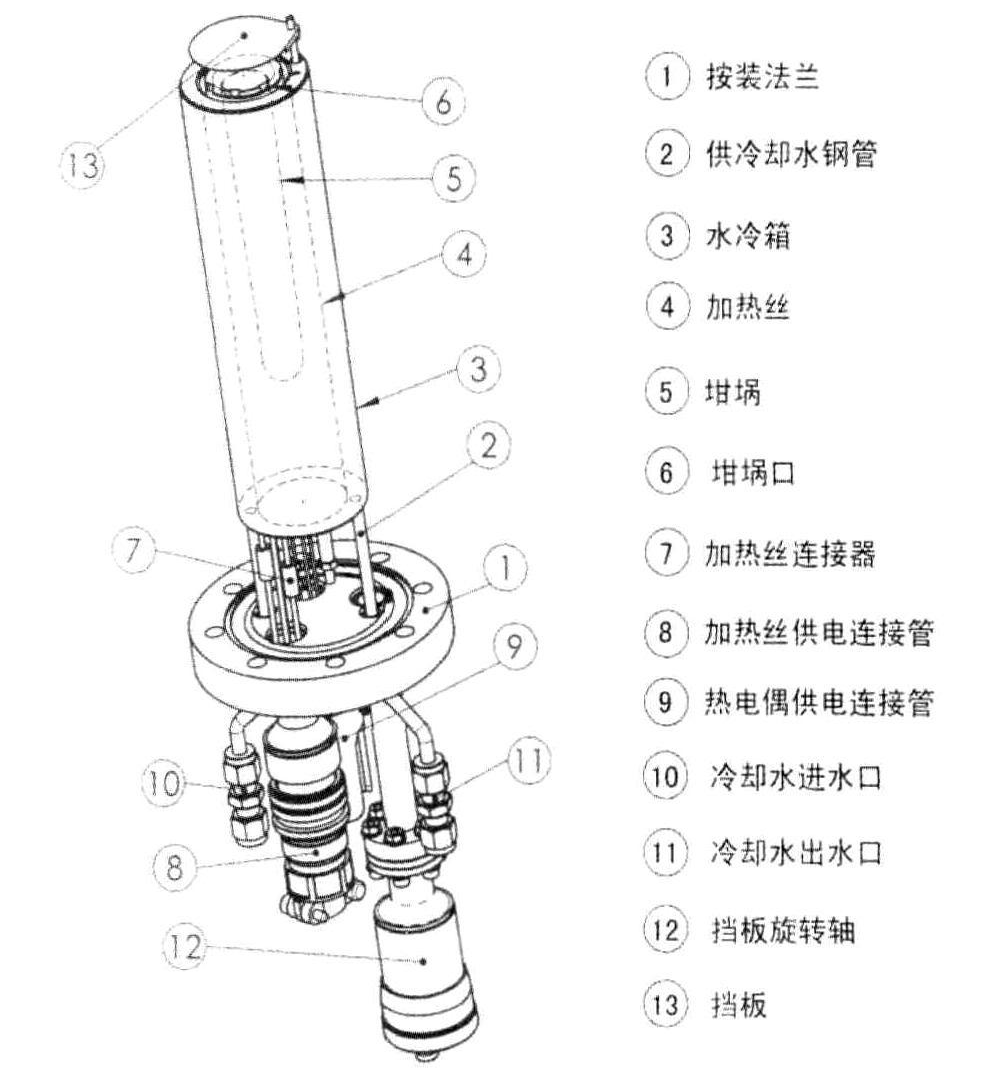 13
6
5
4
3
2
7
1
9
10
11
8
12
1 按装法兰
2 供冷却水钢管
3 水冷箱
4 加热丝
5 坩埚
6 坩埚口
7 加热丝连接器
8 加热丝供电连接管
9 热电偶供电连接管
10 冷却水进水口
11 冷却水出水口
12 挡板旋转轴
13 挡板